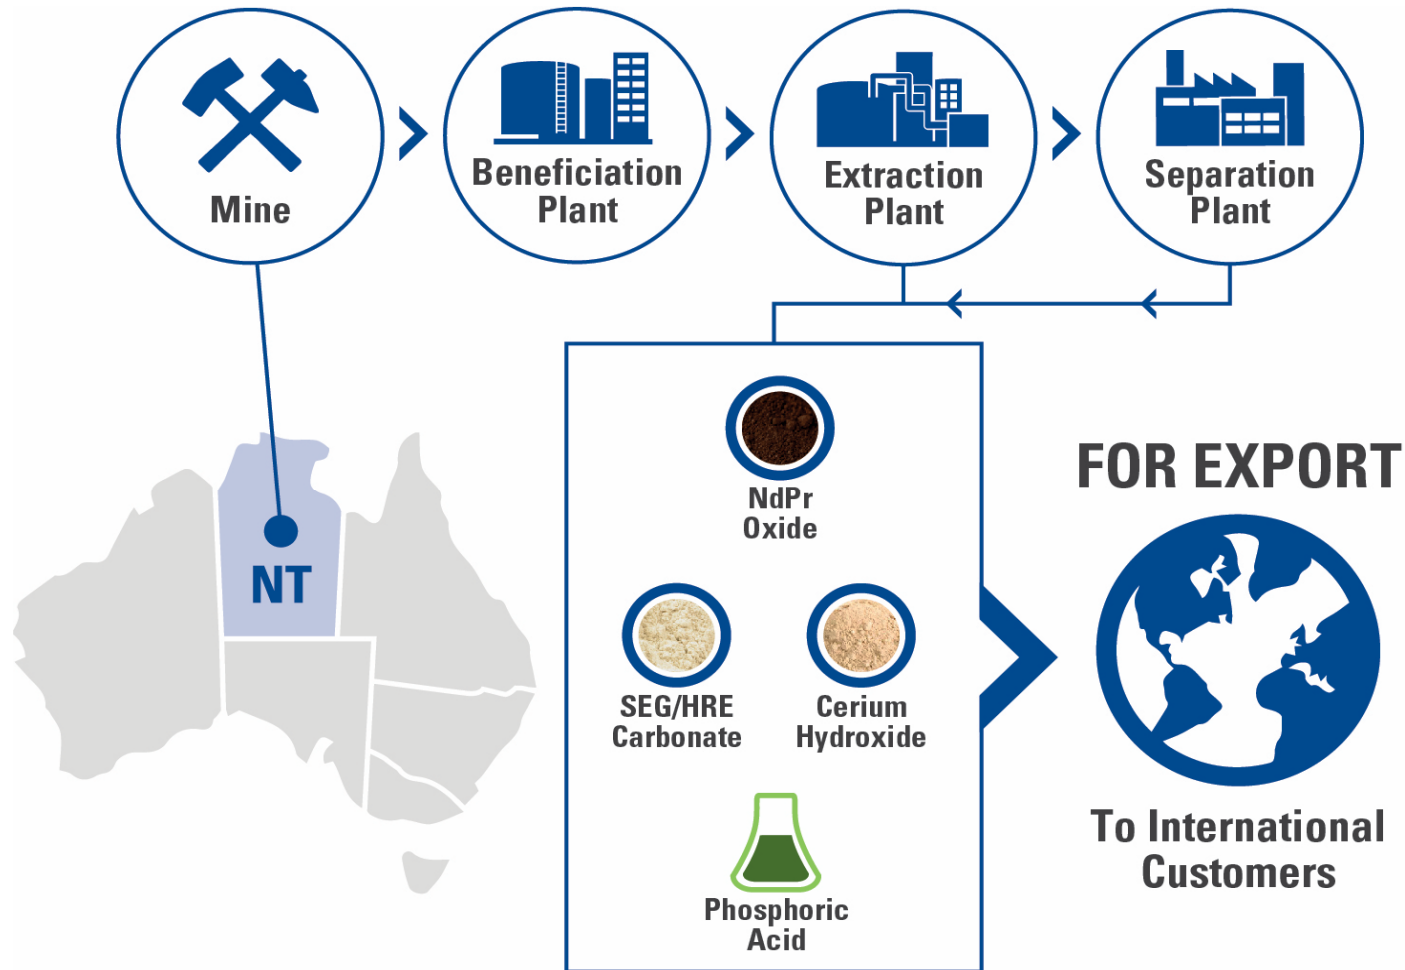 Mine
Beneficiation
Plant
Extraction
Plant
Separation
Plant
NT
NdPr
Oxide
SEG/HRE
Carbonate
Cerium
Hydroxide
Phosphoric
Acid
FOR EXPORT
To International
Customers